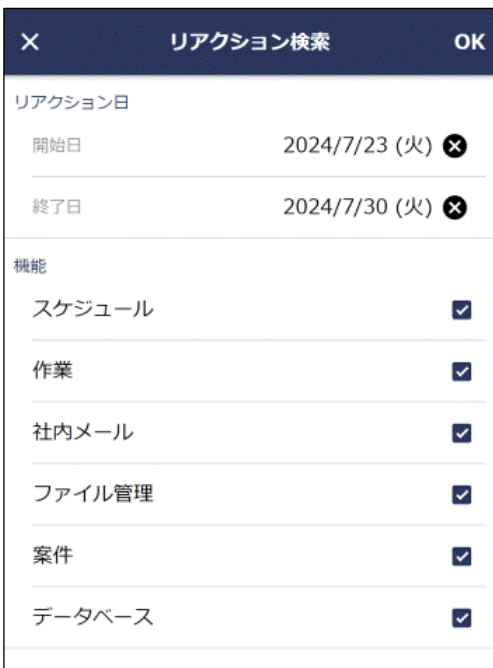 × リアクション検索 OK
リアクション日
開始日 2024/7/23 (火)
終了日 2024/7/30 (火)
機能
スケジュール
作業
社内メール
ファイル管理
案件
データベース